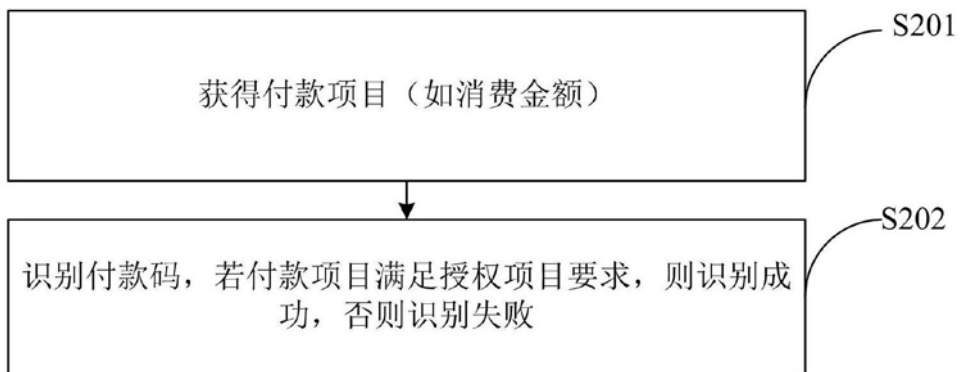 S201
获得付款项目（如消费金额）
S202
识别付款码，若付款项目满足授权项目要求，则识别成
功，否则识别失败